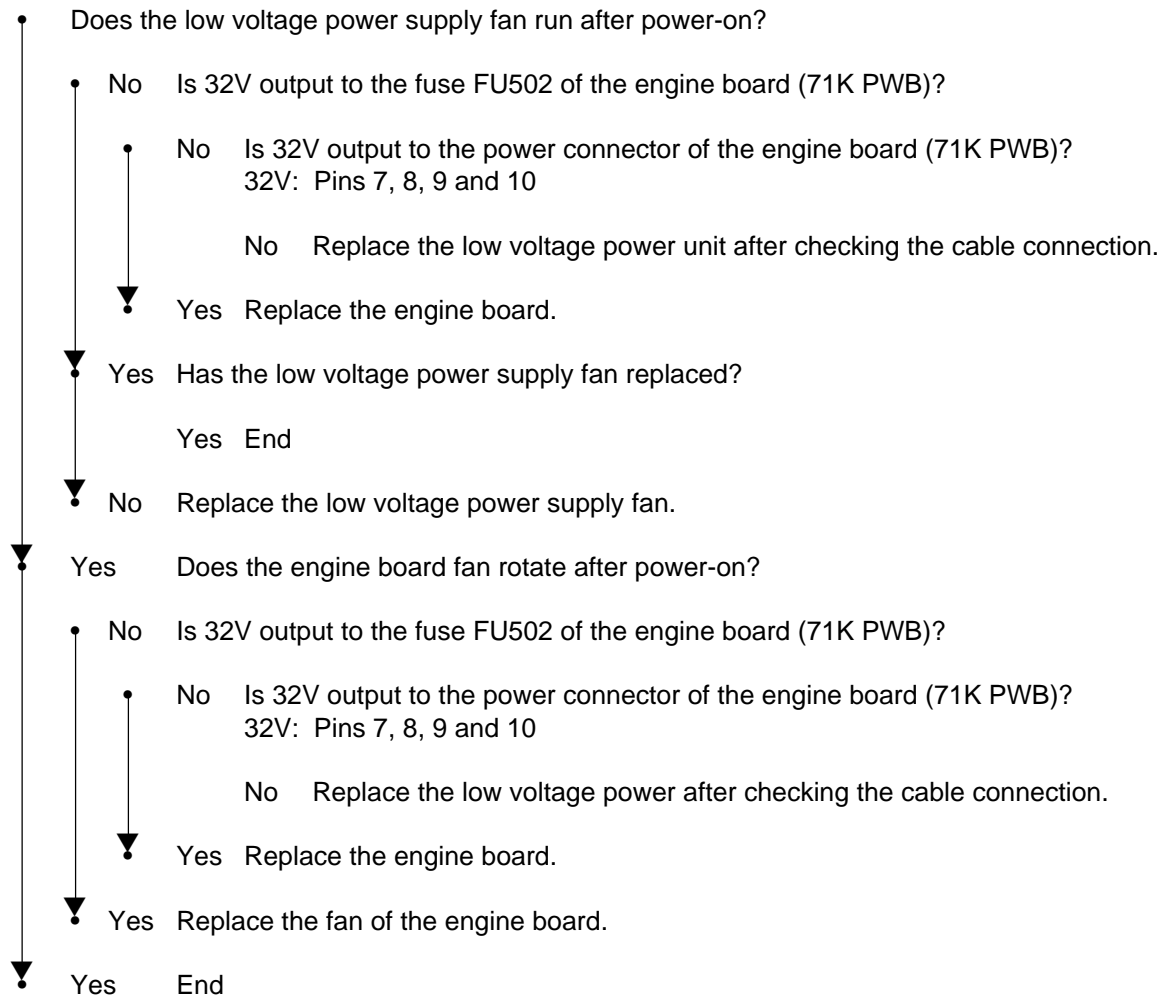 Does the low voltage power supply fan run after power-on?
No Is 32V output to the fuse FU502 of the engine board (71K PWB)?
No Is 32V output to the power connector of the engine board (71K PWB)?
32V: Pins 7, 8, 9 and 10
No Replace the low voltage power unit after checking the cable connection.
Yes Replace the engine board.
Yes Has the low voltage power supply fan replaced?
Yes End
No Replace the low voltage power supply fan.
Yes Does the engine board fan rotate after power-on?
No Is 32V output to the fuse FU502 of the engine board (71K PWB)?
No Is 32V output to the power connector of the engine board (71K PWB)?
32V: Pins 7, 8, 9 and 10
No Replace the low voltage power after checking the cable connection.
Yes Replace the engine board.
Yes Replace the fan of the engine board.
Yes End